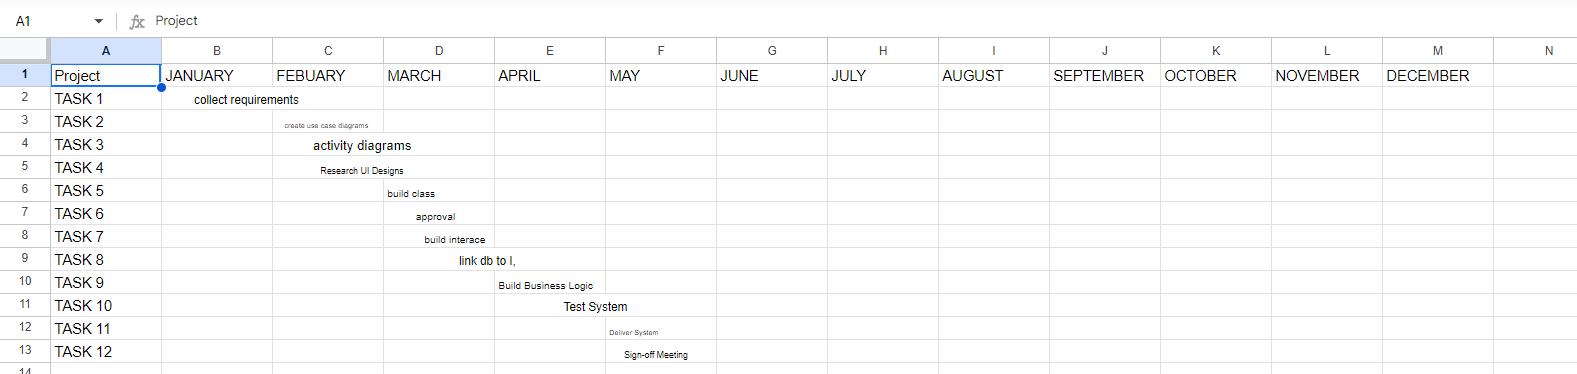 A1 fx Project
A B C D E F G H I J K L M N
1 Project JANUARY FEBUARY MARCH APRIL MAY JUNE JULY AUGUST SEPTEMBER OCTOBER NOVEMBER DECEMBER
2 TASK 1 collect requirements
3 TASK 2 create use case diagrams
4 TASK 3 activity diagrams
5 TASK 4 Research UI Designs
6 TASK 5 build class
7 TASK 6 approval
8 TASK 7 build interace
9 TASK 8 link db to I,
10 TASK 9 Build Business Logic
11 TASK 10 Test System
12 TASK 11 Deliver System
13 TASK 12 Sign-off Meeting
14